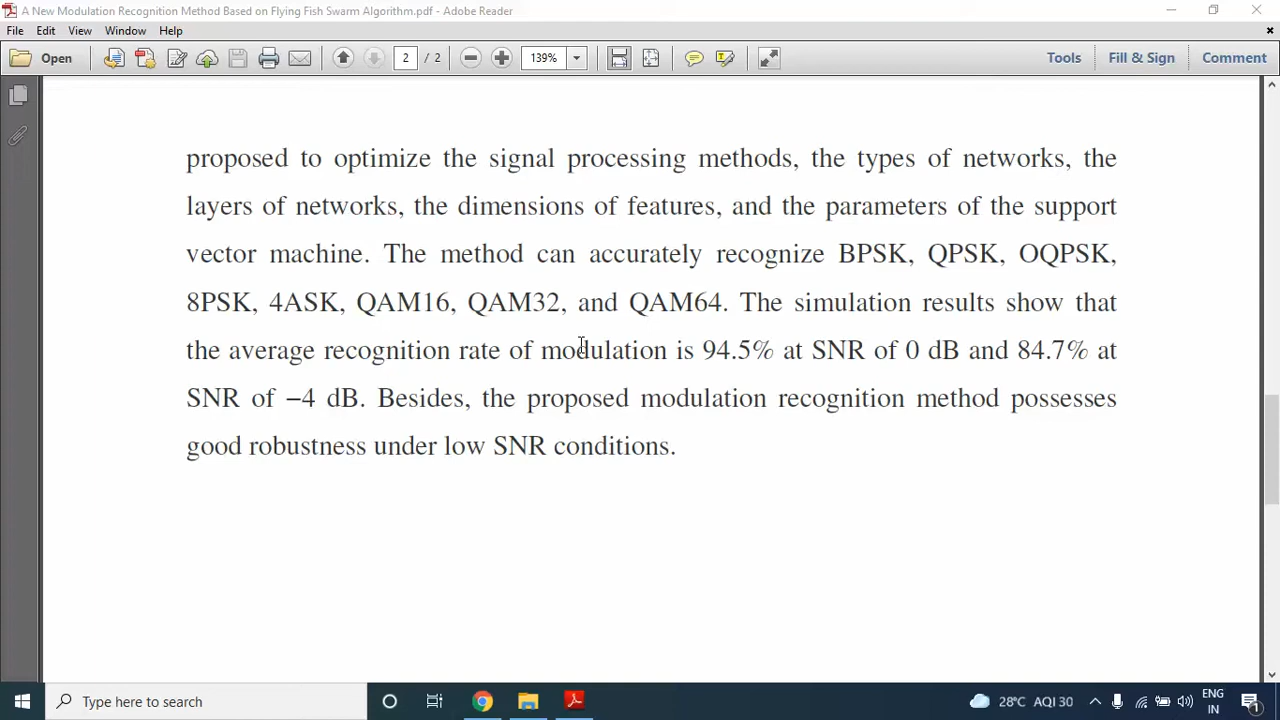 A New Modulation Recognition Method Based on Flying Fish Swarm Algorithm.pdf - Adobe Reader
File Edit View Window Help
Open 2 / 2 139% Tools Fill & Sign Comment
proposed to optimize the signal processing methods, the types of networks, the
layers of networks, the dimensions of features, and the parameters of the support
vector machine. The method can accurately recognize BPSK, QPSK, OQPSK,
8PSK, 4ASK, QAM16, QAM32, and QAM64. The simulation results show that
the average recognition rate of modulation is 94.5% at SNR of 0 dB and 84.7% at
SNR of −4 dB. Besides, the proposed modulation recognition method possesses
good robustness under low SNR conditions.
Type here to search 28°C AQI 30 ENG 1
IN